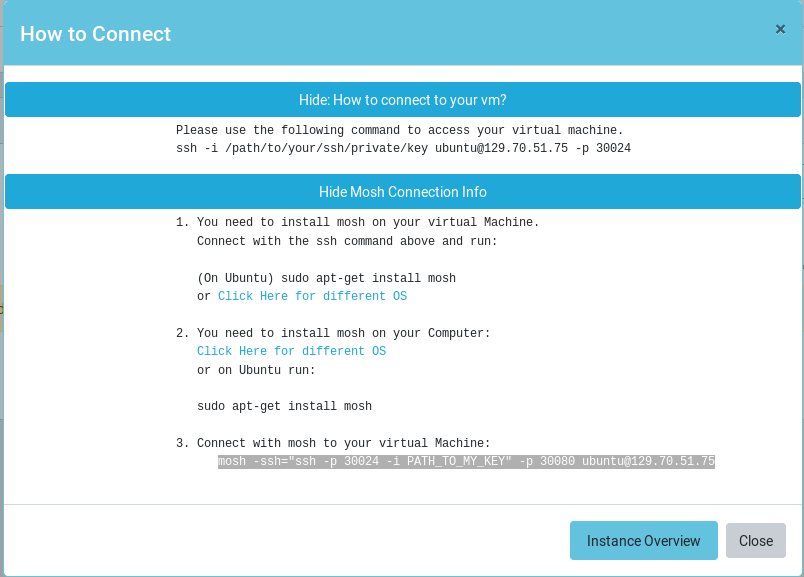 How to Connect
×
Hide: How to connect to your vm?
Please use the following command to access your virtual machine.
ssh -i /path/to/your/ssh/private/key ubuntu@129.70.51.75 -p 30024
Hide Mosh Connection Info
1. You need to install mosh on your virtual Machine.
Connect with the ssh command above and run:
(On Ubuntu) sudo apt-get install mosh
or Click Here for different OS
2. You need to install mosh on your Computer:
Click Here for different OS
or on Ubuntu run:
sudo apt-get install mosh
3. Connect with mosh to your virtual Machine:
mosh -ssh="ssh -p 30024 -i PATH_TO_MY_KEY" -p 30080 ubuntu@129.70.51.75
Instance Overview
Close